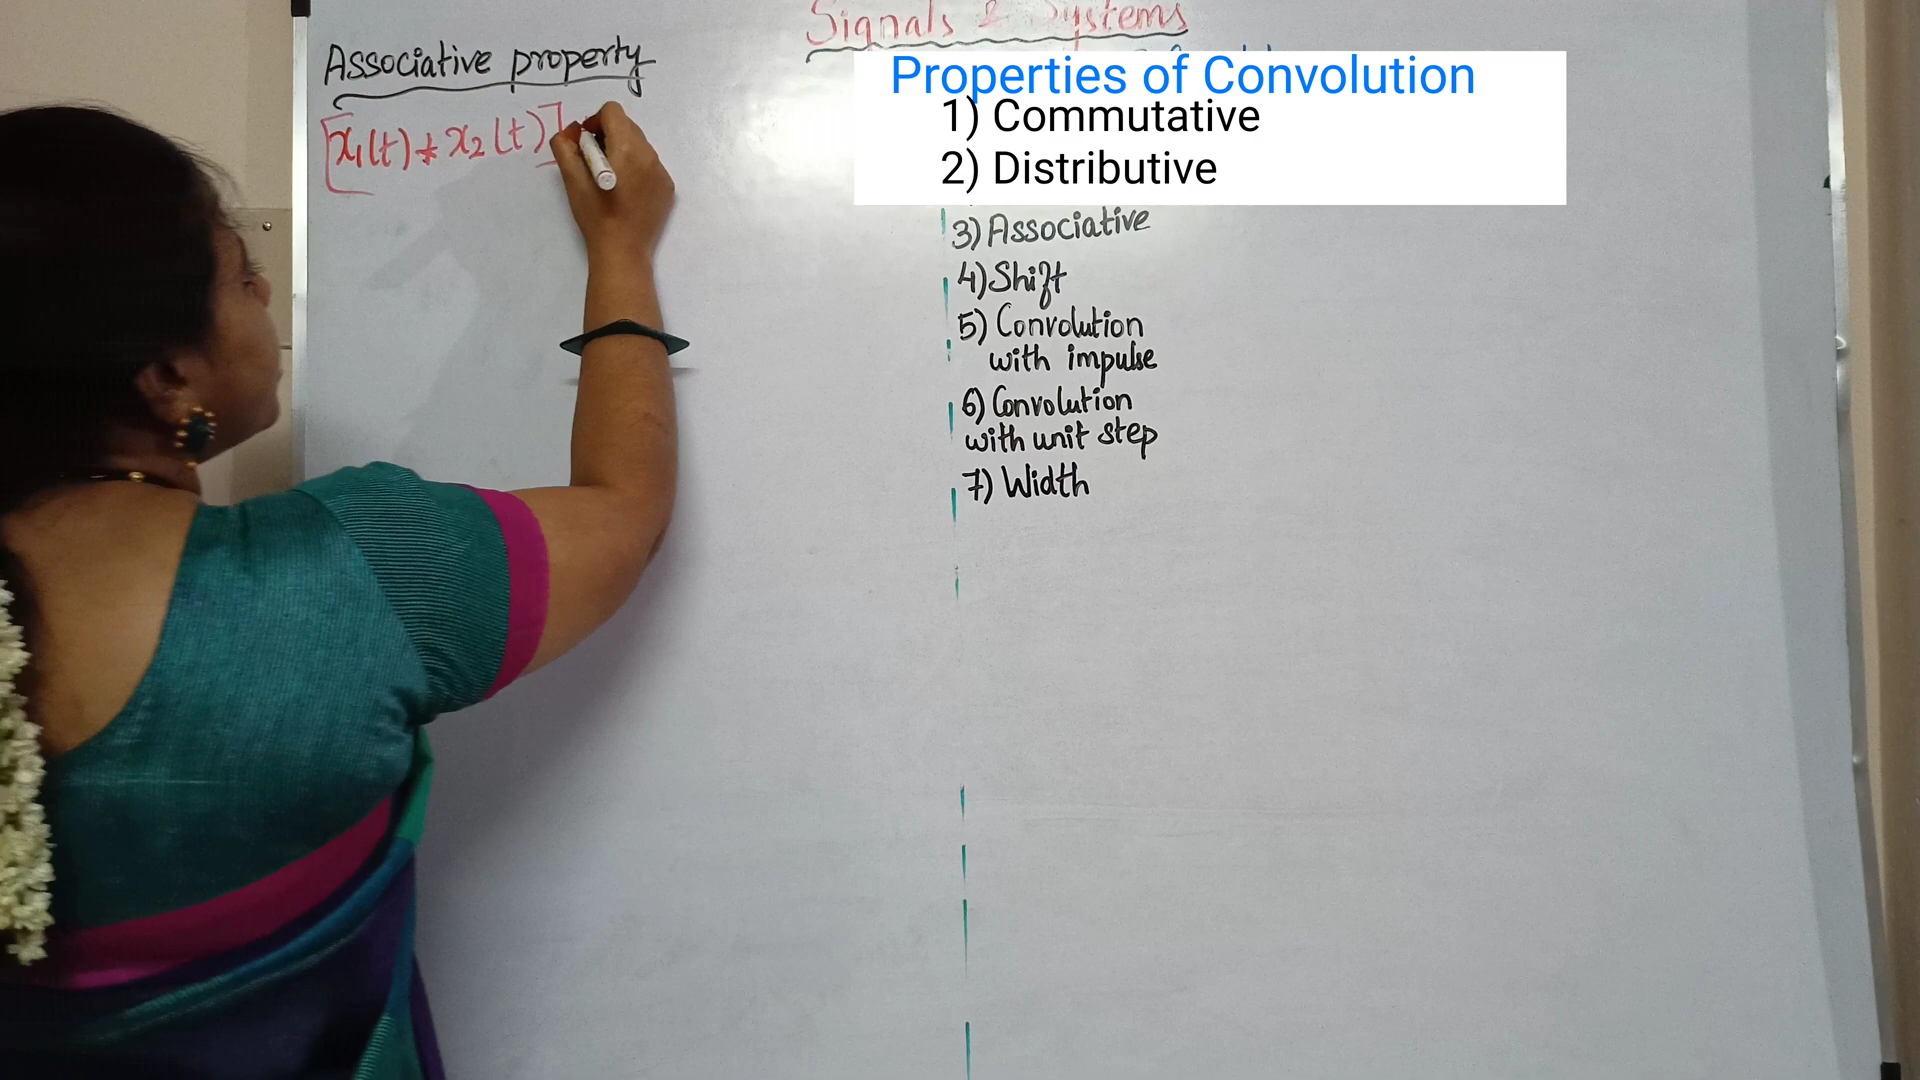 Signals & Systems
Associative property
[x₁(t) * x₂(t)]
Properties of Convolution
1) Commutative
2) Distributive
3) Associative
4) Shift
5) Convolution
with impulse
6) Convolution
with unit step
7) Width